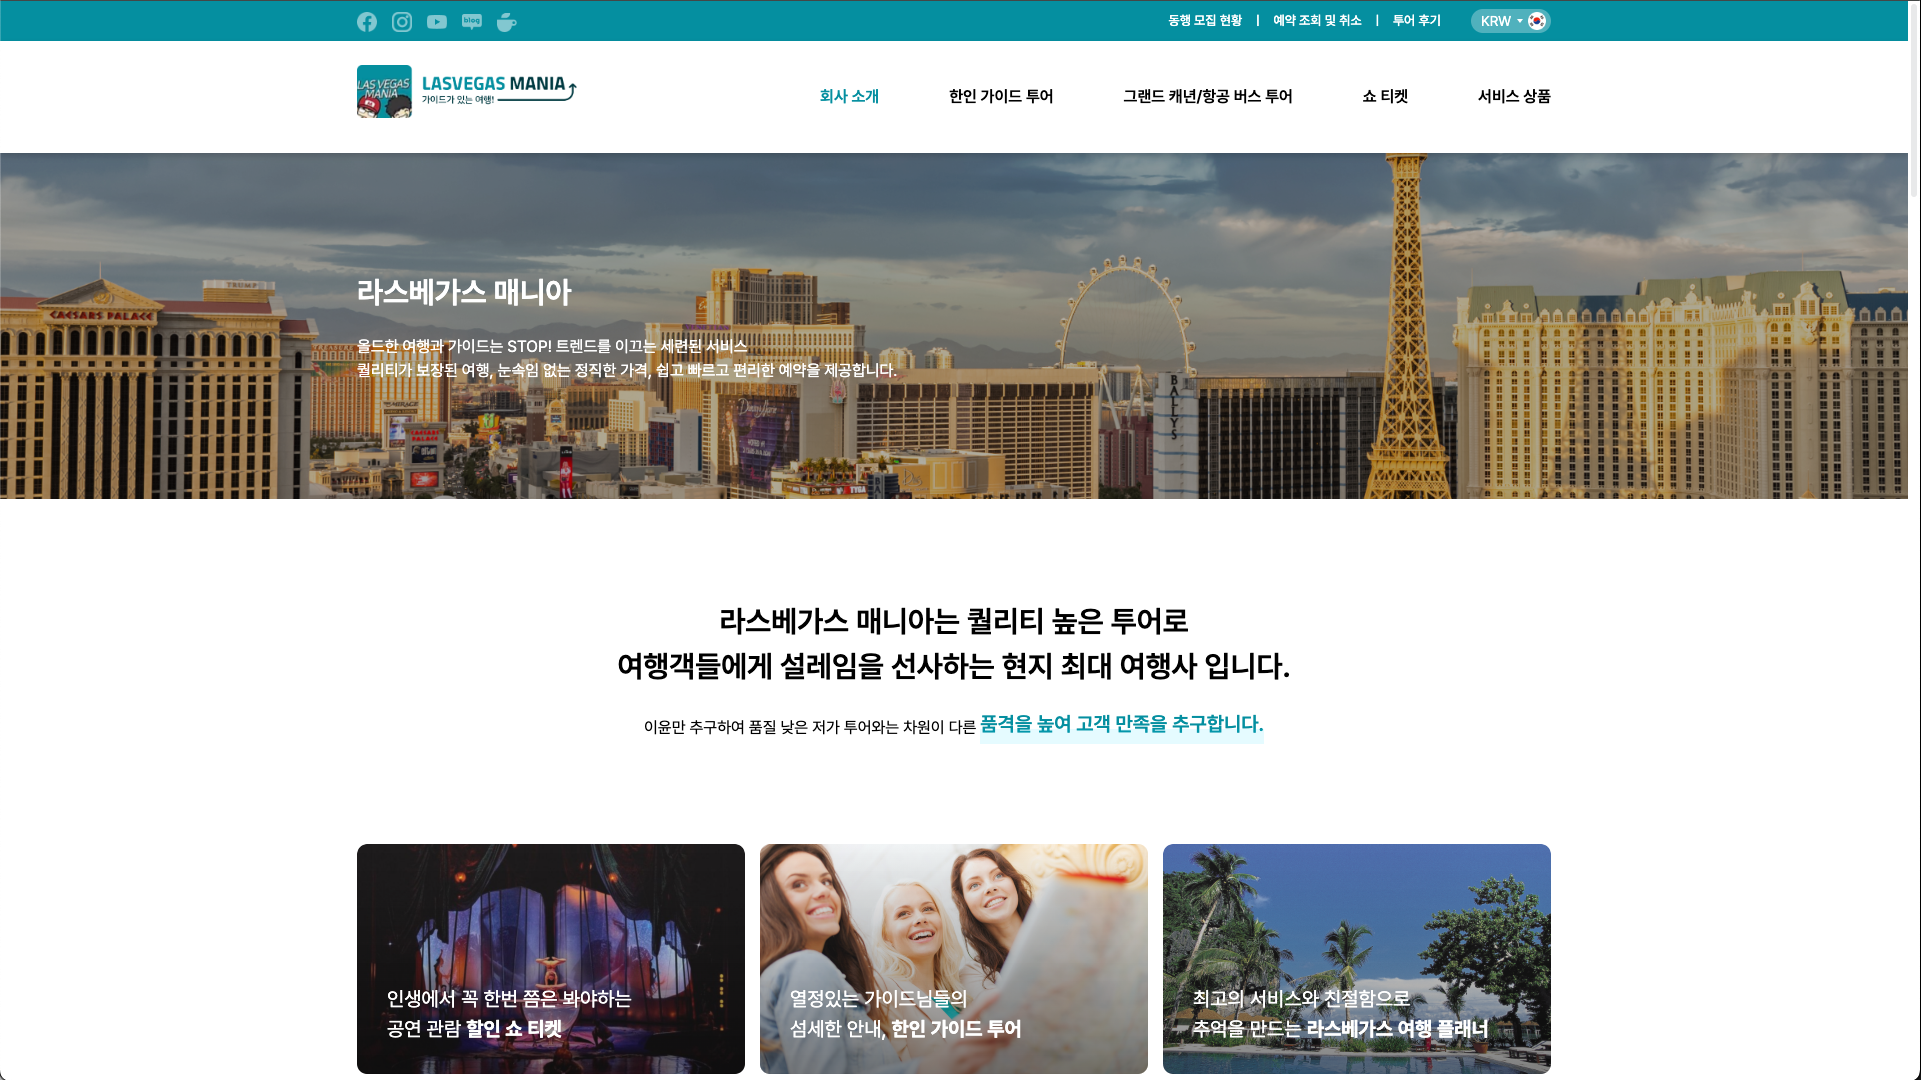 blog
동행 모집 현황 | 예약 조회 및 취소 | 투어 후기
KRW
LAS VEGAS
MANIA
LASVEGAS MANIA
가이드가 있는 여행!
회사 소개
한인 가이드 투어
그랜드 캐년/항공 버스 투어
쇼 티켓
서비스 상품
TRUMP
CAESARS PALACE
라스베가스 매니아
올드한 여행과 가이드는 STOP! 트렌드를 이끄는 세련된 서비스
퀄리티가 보장된 여행, 눈속임 없는 정직한 가격, 쉽고 빠르고 편리한 예약을 제공합니다.
BALLYS
MIRAGE
CAESARS
PALACE
TYGA
라스베가스 매니아는 퀄리티 높은 투어로
여행객들에게 설레임을 선사하는 현지 최대 여행사 입니다.
이윤만 추구하여 품질 낮은 저가 투어와는 차원이 다른 품격을 높여 고객 만족을 추구합니다.
인생에서 꼭 한번 쯤은 봐야하는
공연 관람 할인 쇼 티켓
열정있는 가이드님들의
섬세한 안내, 한인 가이드 투어
최고의 서비스와 친절함으로
추억을 만드는 라스베가스 여행 플래너